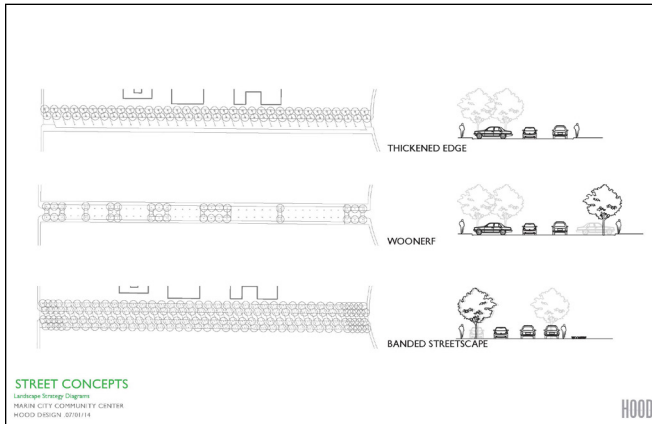 THICKENED EDGE
WOONERF
BANDED STREETSCAPE
STREET CONCEPTS
Landscape Strategy Diagrams
MARIN CITY COMMUNITY CENTER
HOOD DESIGN .07/01/14
HOOD